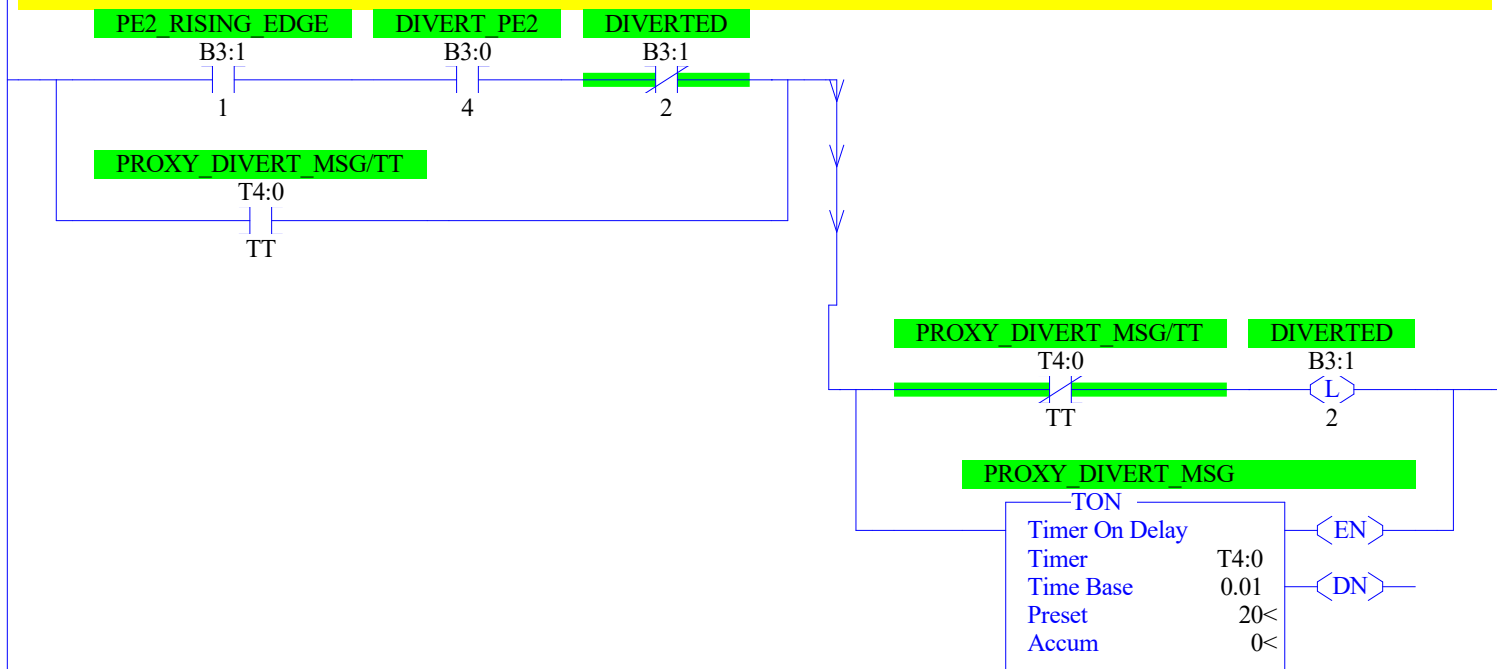 PE2_RISING_EDGE DIVERT_PE2 DIVERTED
B3:1 B3:0 B3:1
1 4 2
PROXY_DIVERT_MSG/TT
T4:0
TT
PROXY_DIVERT_MSG/TT DIVERTED
T4:0 B3:1
L
TT 2
PROXY_DIVERT_MSG
TON
Timer On Delay EN
Timer T4:0
Time Base 0.01 DN
Preset 20<
Accum 0<